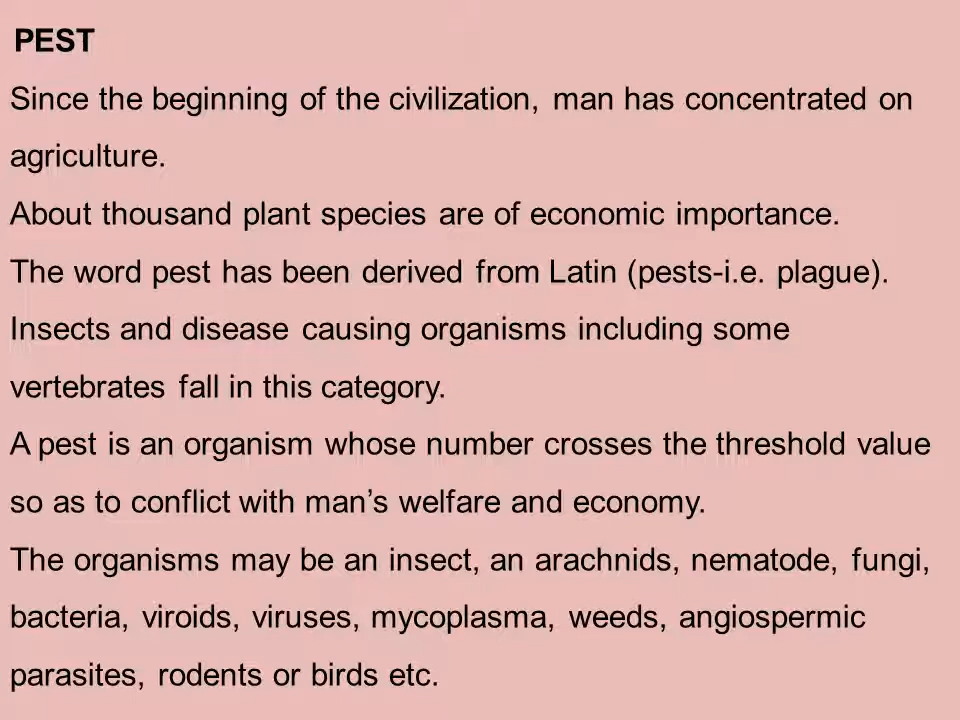 PEST
Since the beginning of the civilization, man has concentrated on
agriculture.
About thousand plant species are of economic importance.
The word pest has been derived from Latin (pests-i.e. plague).
Insects and disease causing organisms including some
vertebrates fall in this category.
A pest is an organism whose number crosses the threshold value
so as to conflict with man’s welfare and economy.
The organisms may be an insect, an arachnids, nematode, fungi,
bacteria, viroids, viruses, mycoplasma, weeds, angiospermic
parasites, rodents or birds etc.